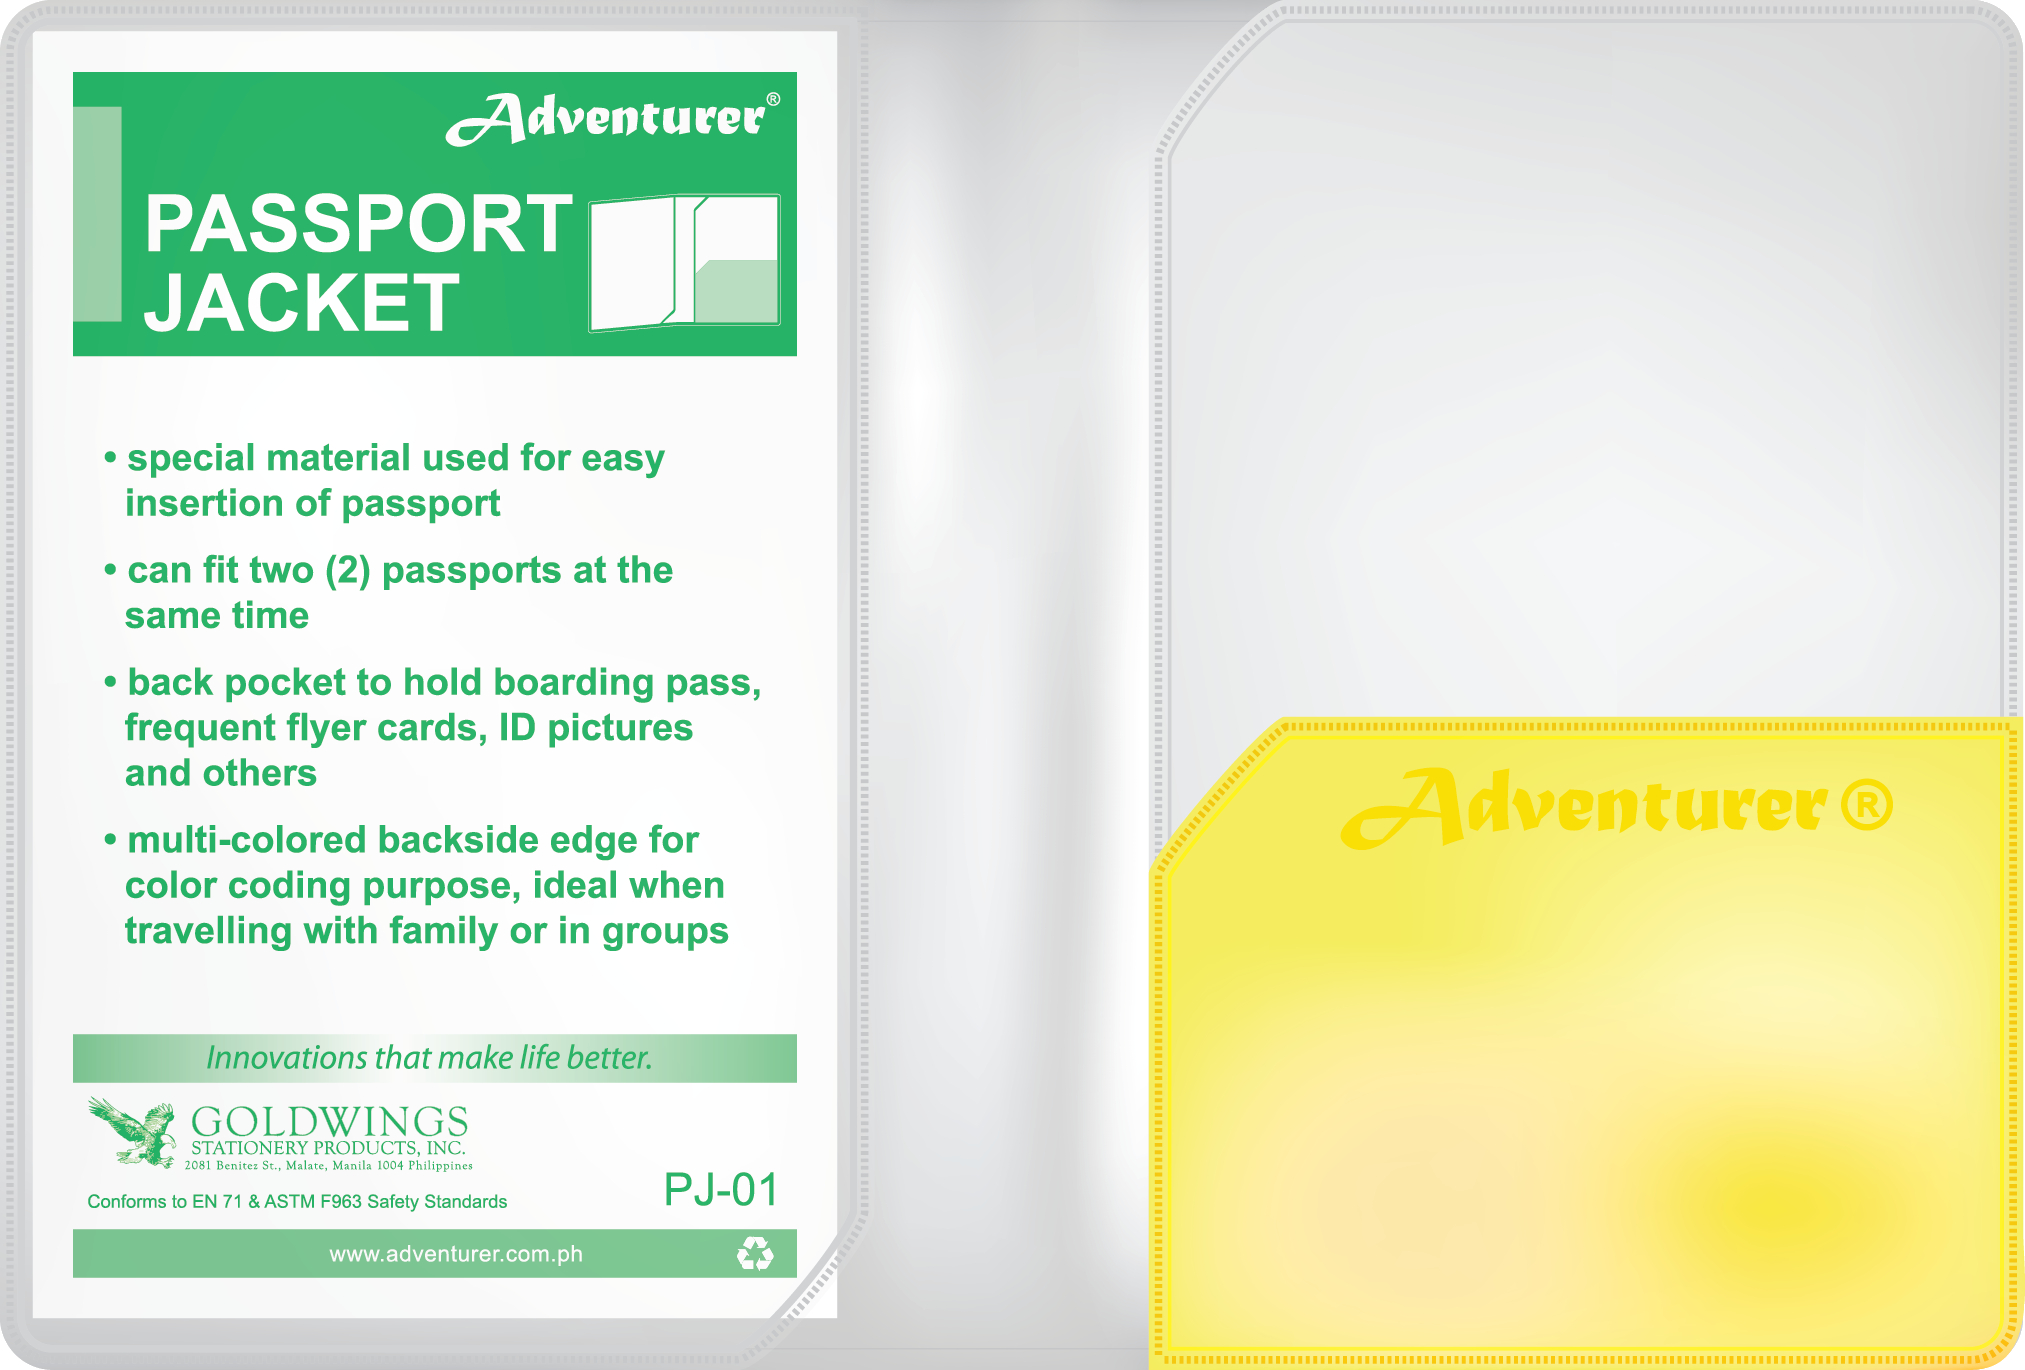 Adventurer®
PASSPORT
JACKET
• special material used for easy
insertion of passport
• can fit two (2) passports at the
same time
• back pocket to hold boarding pass,
frequent flyer cards, ID pictures
and others
• multi-colored backside edge for
color coding purpose, ideal when
travelling with family or in groups
Innovations that make life better.
GOLDWINGS
STATIONERY PRODUCTS, INC.
2081 Benitez St., Malate, Manila 1004 Philippines
Conforms to EN 71 & ASTM F963 Safety Standards
PJ-01
www.adventurer.com.ph
Adventurer®